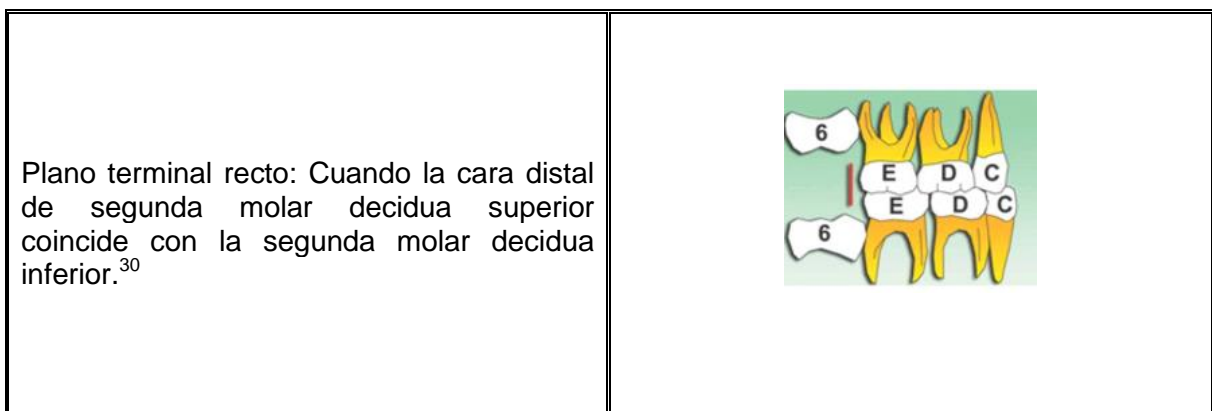 Plano terminal recto: Cuando la cara distal
de segunda molar decidua superior
coincide con la segunda molar decidua
inferior.30
6
E D C
E D C
6